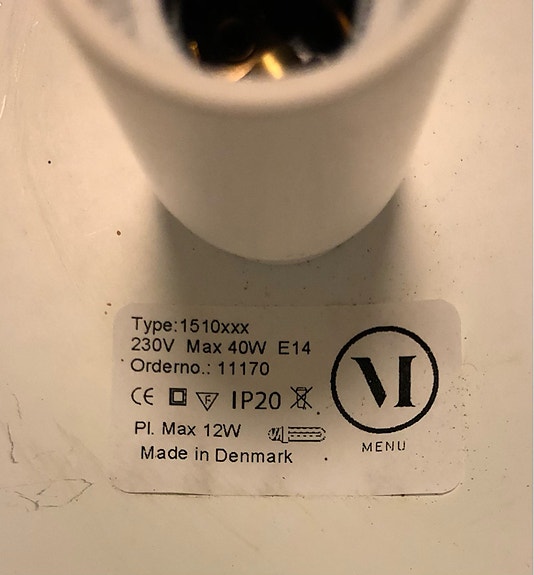 Type:1510xxx
230V Max 40W E14
Orderno.: 11170
CE F IP20
Pl. Max 12W
Made in Denmark
M
MENU